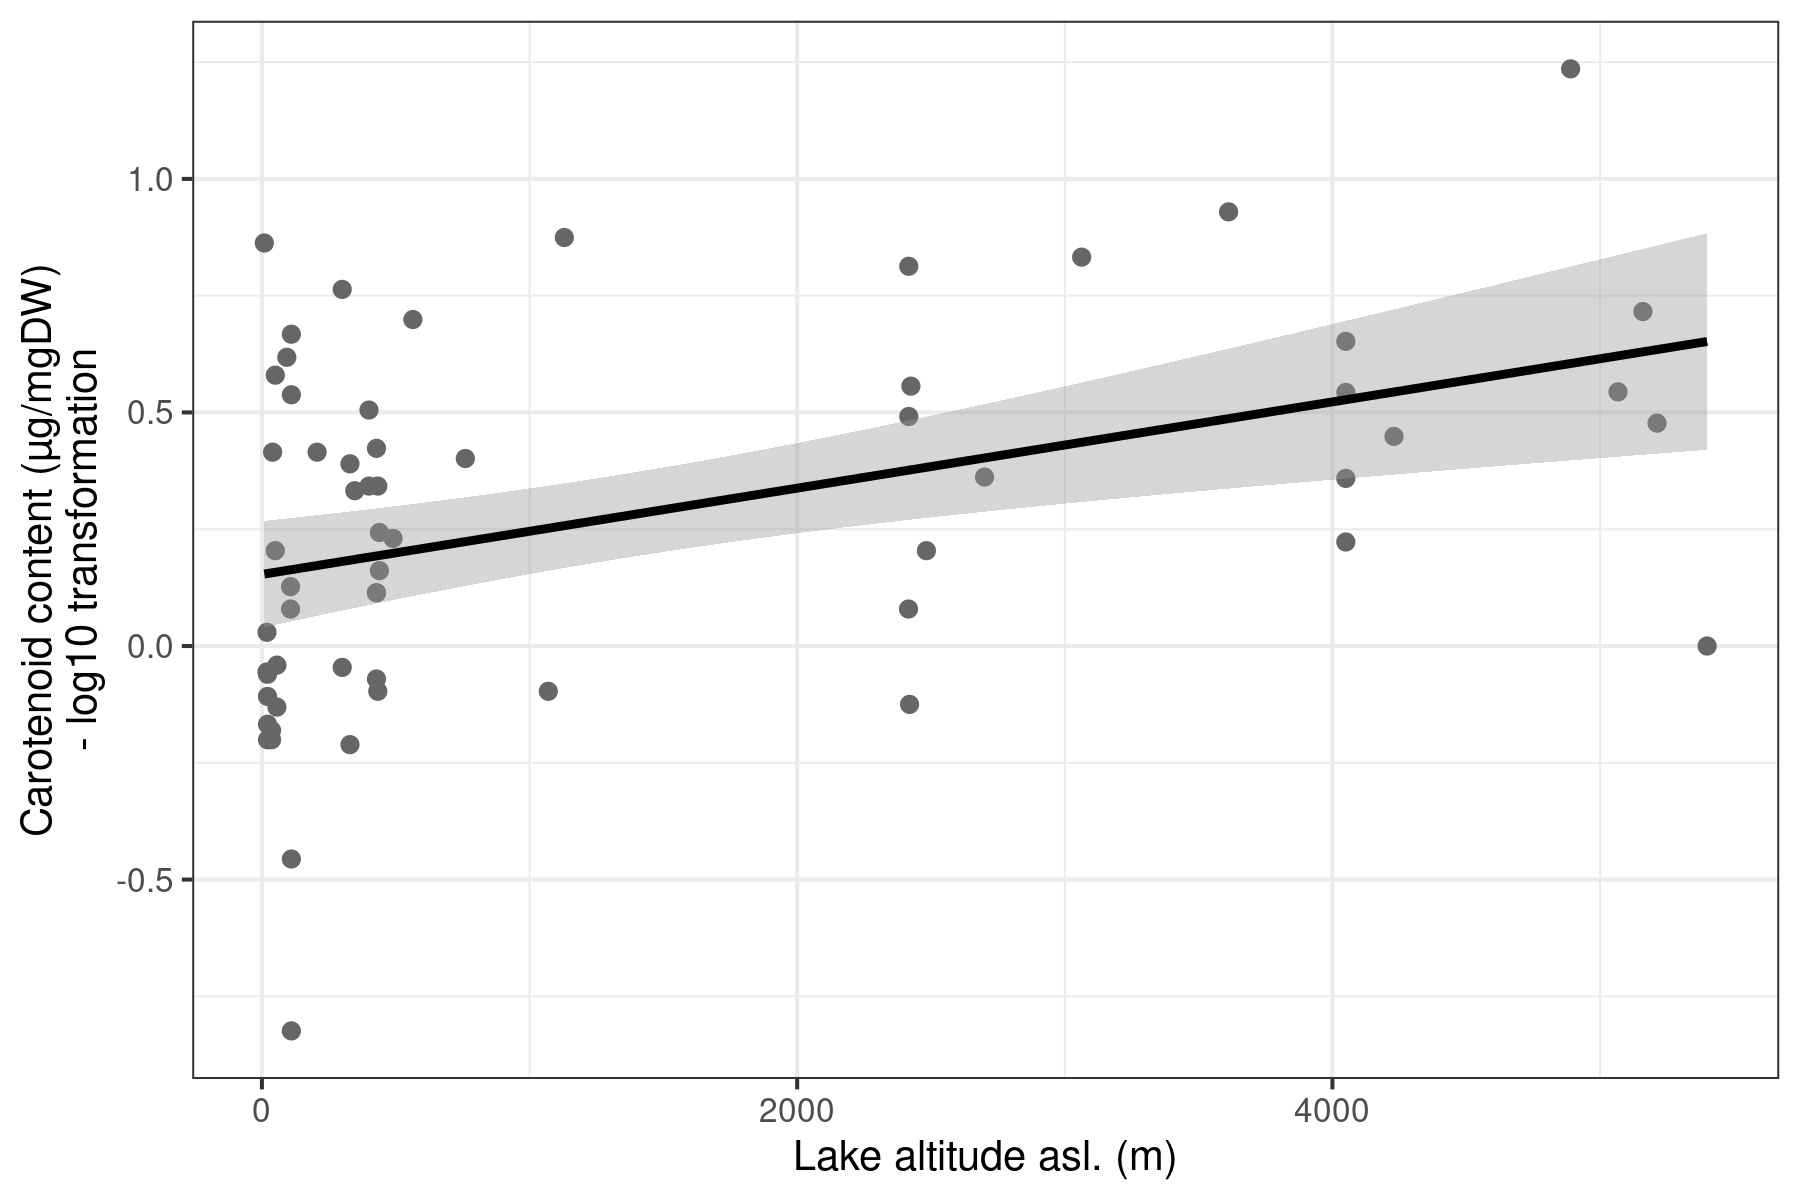 Carotenoid content (µg/mgDW)
- log10 transformation
1.0
0.5
0.0
-0.5
0
2000
4000
Lake altitude asl. (m)